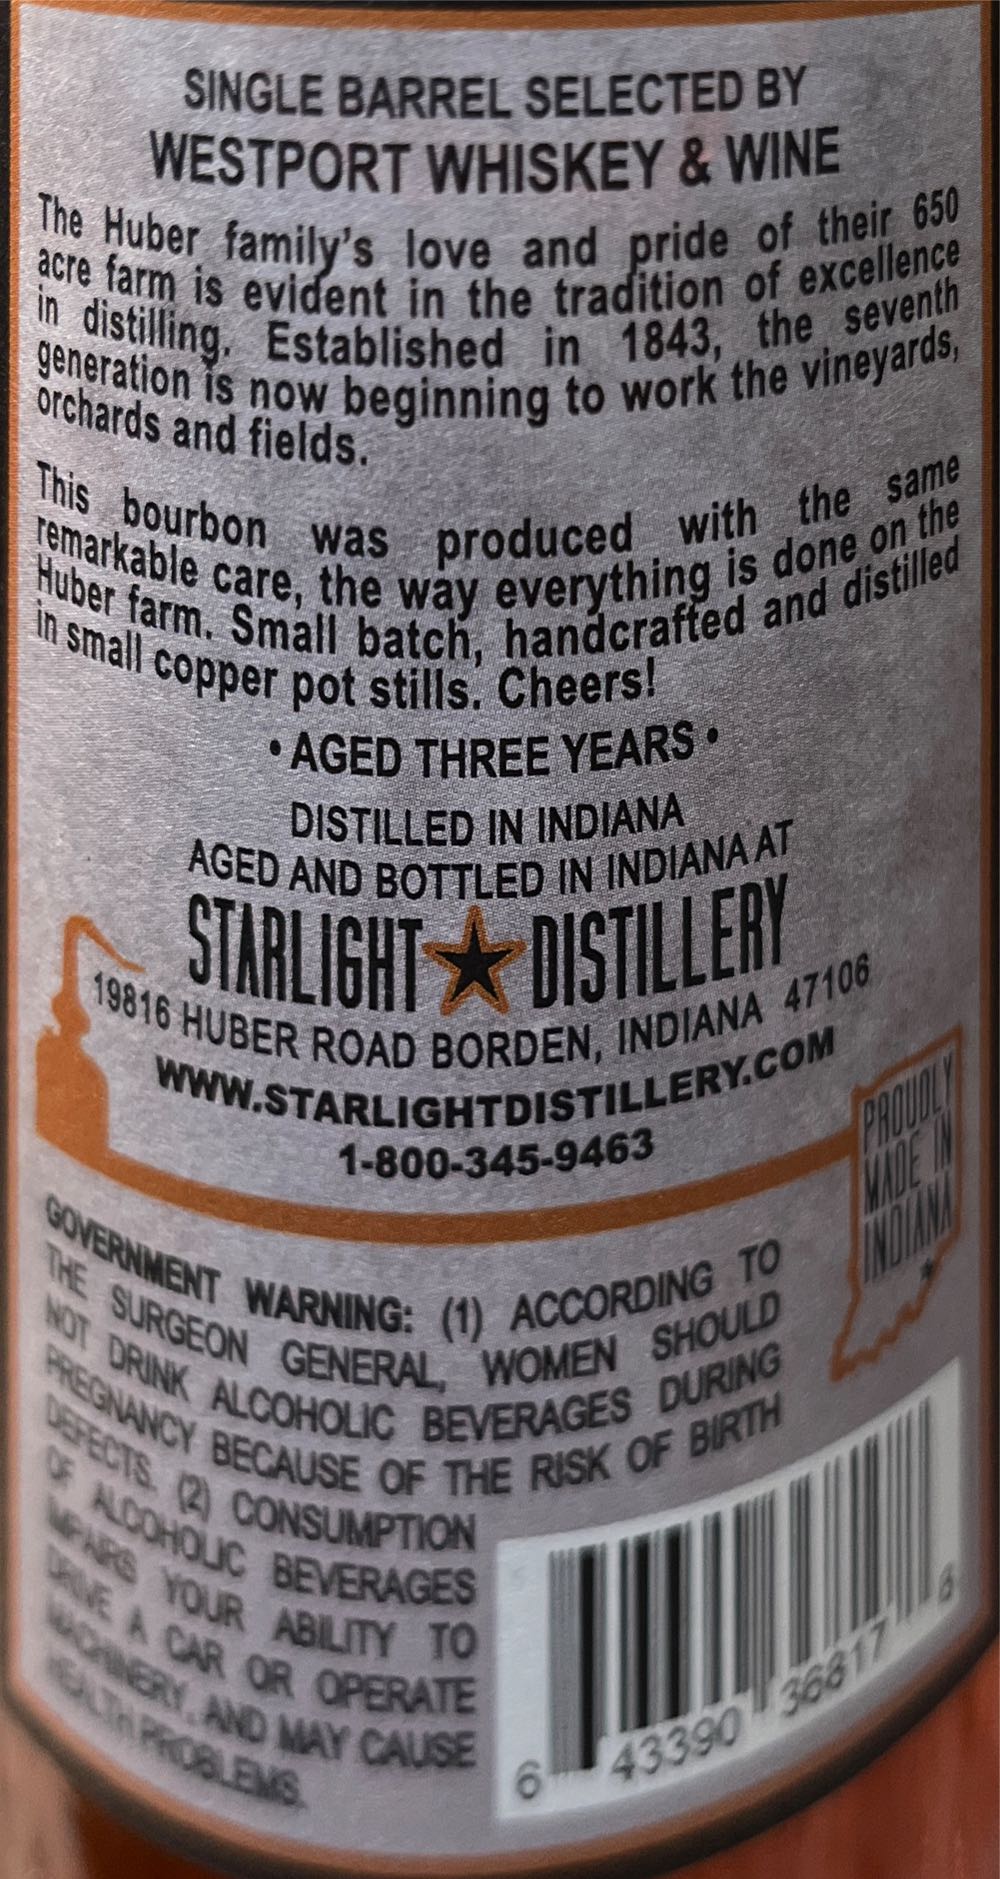 SINGLE BARREL SELECTED BY
WESTPORT WHISKEY & WINE
The Huber family's love and pride of their 650
acre farm is evident in the tradition of excellence
in distilling. Established in 1843, the seventh
generation is now beginning to work the vineyards,
orchards and fields.
This bourbon was produced with the same
remarkable care, the way everything is done on the
Huber farm. Small batch, handcrafted and distilled
in small copper pot stills. Cheers!
• AGED THREE YEARS •
DISTILLED IN INDIANA
AGED AND BOTTLED IN INDIANA AT
STARLIGHT ★ DISTILLERY
19816 HUBER ROAD BORDEN, INDIANA 47106
WWW.STARLIGHTDISTILLERY.COM
1-800-345-9463
PROUDLY
MADE IN
INDIANA
GOVERNMENT WARNING: (1) ACCORDING TO
THE SURGEON GENERAL, WOMEN SHOULD
NOT DRINK ALCOHOLIC BEVERAGES DURING
PREGNANCY BECAUSE OF THE RISK OF BIRTH
DEFECTS. (2) CONSUMPTION
OF ALCOHOLIC BEVERAGES
IMPAIRS YOUR ABILITY TO
DRIVE A CAR OR OPERATE
MACHINERY, AND MAY CAUSE
HEALTH PROBLEMS.
6 43390 36817 6